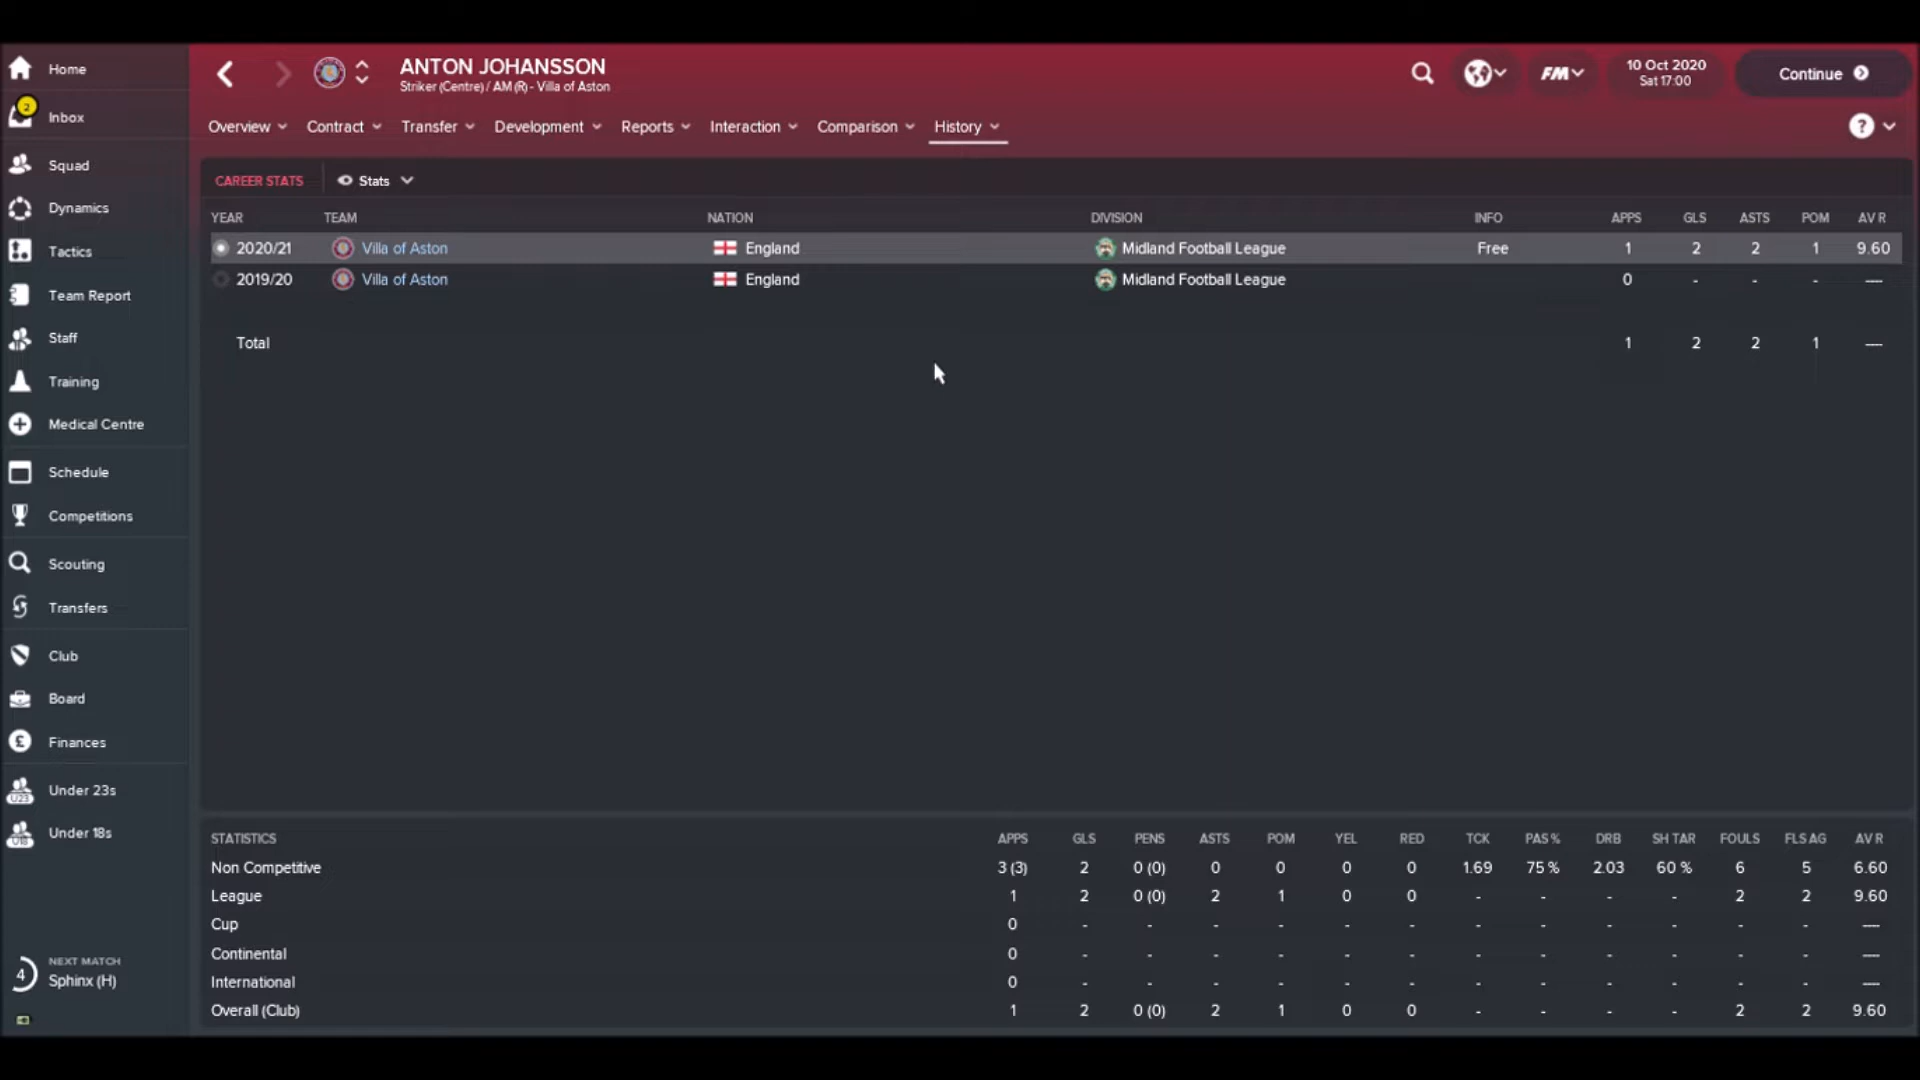 Home
2
Inbox
Squad
Dynamics
Tactics
Team Report
Staff
Training
Medical Centre
Schedule
Competitions
Scouting
Transfers
Club
Board
£
Finances
U23
Under 23s
U18
Under 18s
4 NEXT MATCH
Sphinx (H)
ANTON JOHANSSON
Striker (Centre) / AM (R) - Villa of Aston
FM
10 Oct 2020
Sat 17:00
Continue
Overview Contract Transfer Development Reports Interaction Comparison History ?
CAREER STATS Stats
YEAR TEAM NATION DIVISION INFO APPS GLS ASTS POM AV R
2020/21 Villa of Aston England Midland Football League Free 1 2 2 1 9.60
2019/20 Villa of Aston England Midland Football League 0 - - - ---
Total 1 2 2 1 ---
STATISTICS APPS GLS PENS ASTS POM YEL RED TCK PAS % DRB SH TAR FOULS FLS AG AV R
Non Competitive 3 (3) 2 0 (0) 0 0 0 0 1.69 75 % 2.03 60 % 6 5 6.60
League 1 2 0 (0) 2 1 0 0 - - - - 2 2 9.60
Cup 0 - - - - - - - - - - - - ---
Continental 0 - - - - - - - - - - - - ---
International 0 - - - - - - - - - - - - ---
Overall (Club) 1 2 0 (0) 2 1 0 0 - - - - 2 2 9.60